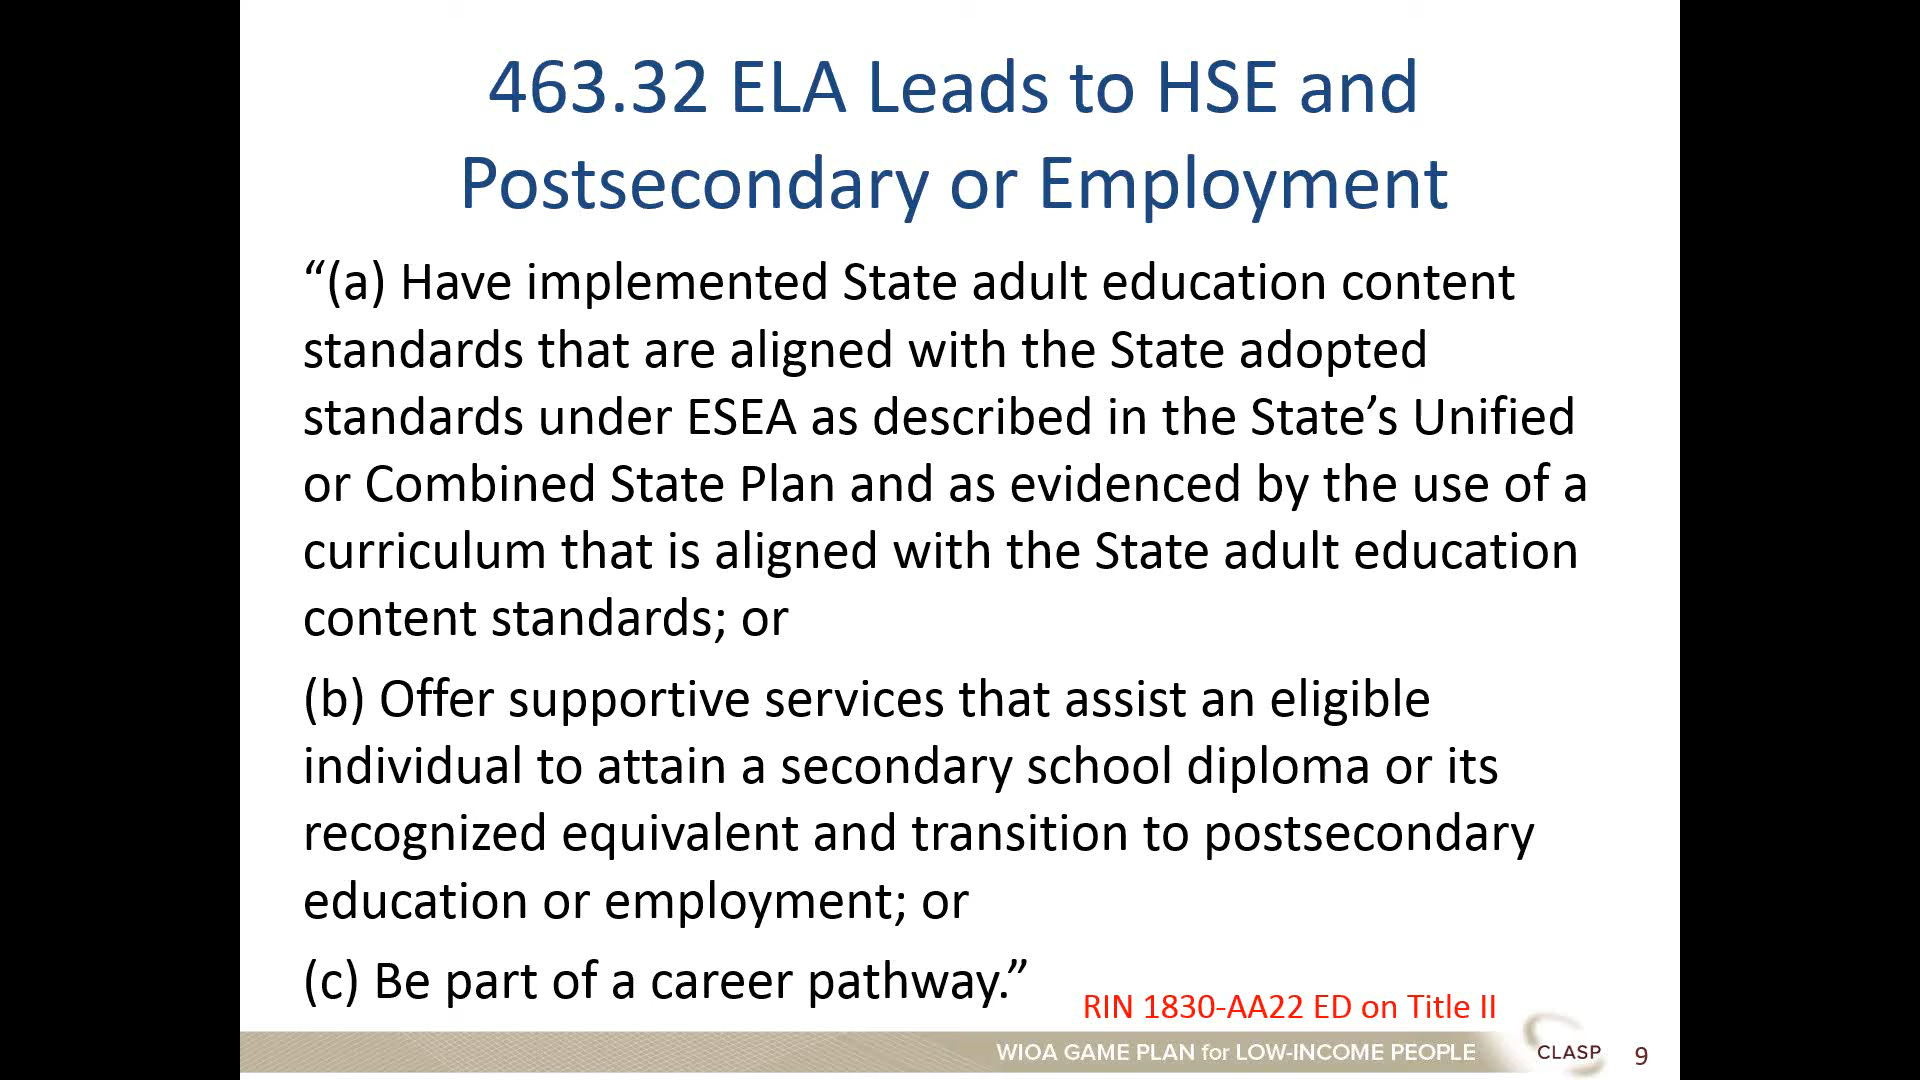 463.32 ELA Leads to HSE and
Postsecondary or Employment
“(a) Have implemented State adult education content
standards that are aligned with the State adopted
standards under ESEA as described in the State’s Unified
or Combined State Plan and as evidenced by the use of a
curriculum that is aligned with the State adult education
content standards; or
(b) Offer supportive services that assist an eligible
individual to attain a secondary school diploma or its
recognized equivalent and transition to postsecondary
education or employment; or
(c) Be part of a career pathway.”
RIN 1830-AA22 ED on Title II
WIOA GAME PLAN for LOW-INCOME PEOPLE
CLASP
9